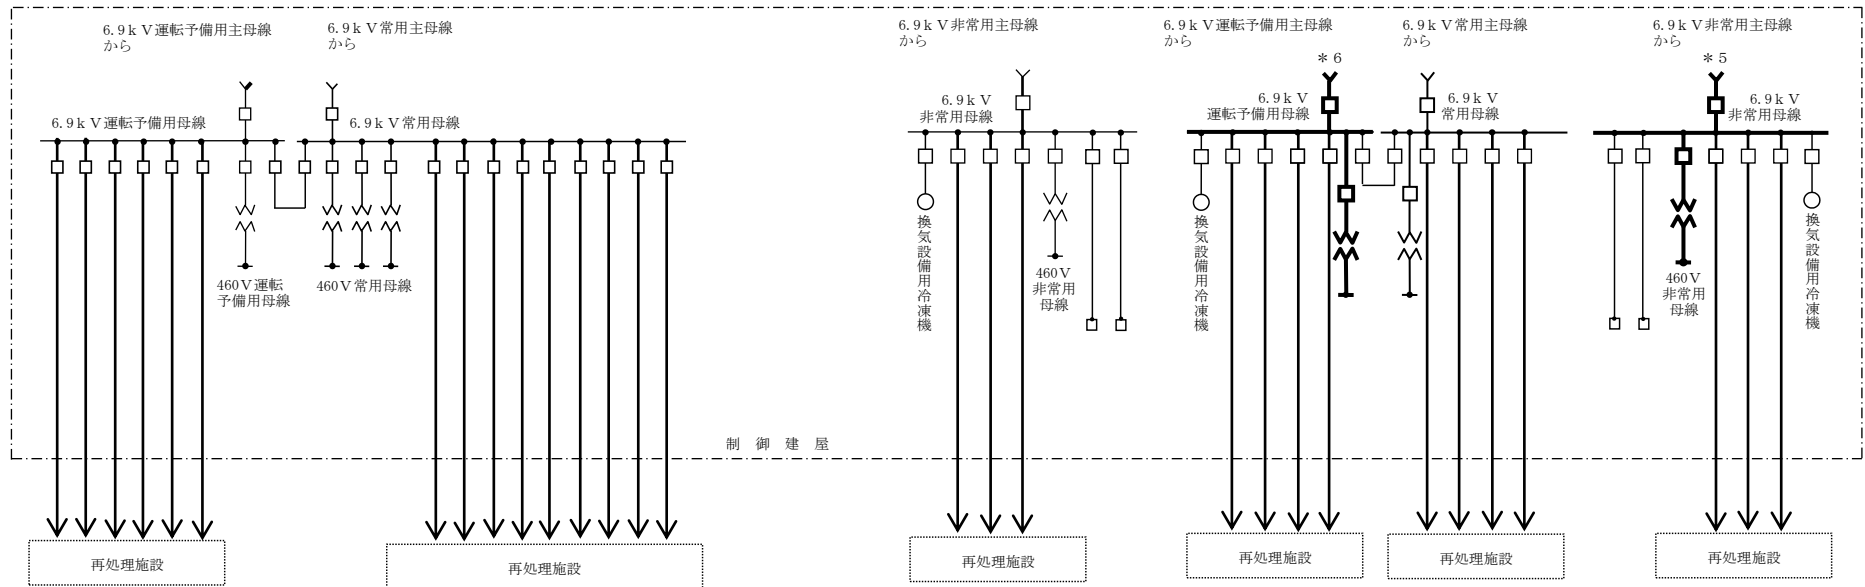 6.9kV運転予備用主母線
から
6.9kV常用主母線
から
6.9kV非常用主母線
から
6.9kV運転予備用主母線
から
6.9kV常用主母線
から
6.9kV非常用主母線
から
*6
*5
6.9kV運転予備用母線
6.9kV常用母線
6.9kV
非常用母線
6.9kV
運転予備用母線
6.9kV
常用母線
6.9kV
非常用母線
460V運転
予備用母線
460V常用母線
換気設備用冷凍機
460V
非常用
母線
換気設備用冷凍機
460V
非常用
母線
換気設備用冷凍機
制御建屋
再処理施設
再処理施設
再処理施設
再処理施設
再処理施設
再処理施設